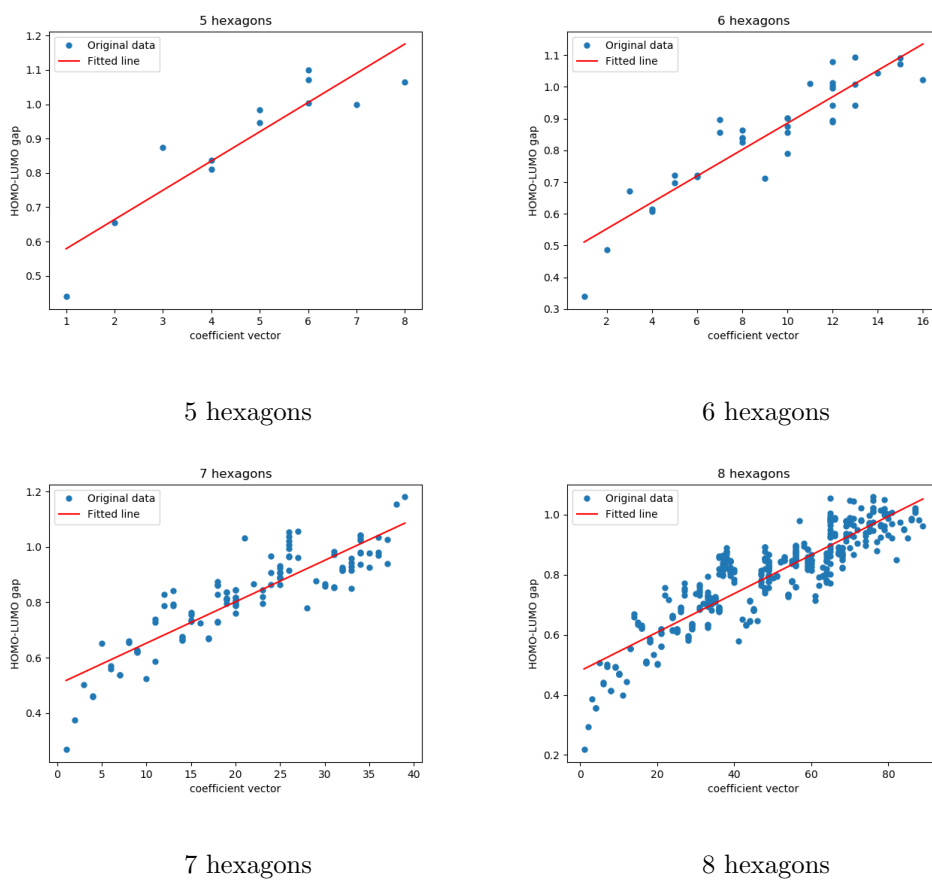 5 hexagons
Original data
Fitted line
HOMO-LUMO gap
1.2
1.1
1.0
0.9
0.8
0.7
0.6
0.5
1 2 3 4 5 6 7 8
coefficient vector
5 hexagons
6 hexagons
Original data
Fitted line
HOMO-LUMO gap
1.1
1.0
0.9
0.8
0.7
0.6
0.5
0.4
0.3
2 4 6 8 10 12 14 16
coefficient vector
6 hexagons
7 hexagons
Original data
Fitted line
HOMO-LUMO gap
1.2
1.0
0.8
0.6
0.4
0 5 10 15 20 25 30 35 40
coefficient vector
7 hexagons
8 hexagons
Original data
Fitted line
HOMO-LUMO gap
1.0
0.8
0.6
0.4
0.2
0 20 40 60 80
coefficient vector
8 hexagons